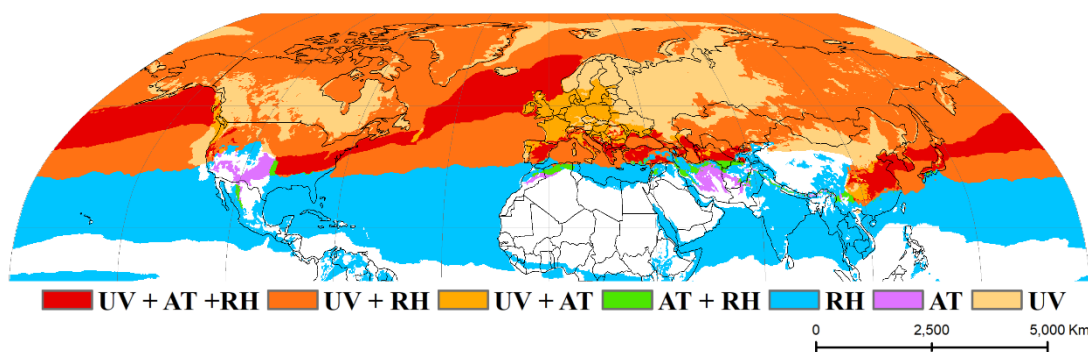 UV + AT +RH UV + RH UV + AT AT + RH RH AT UV
0 2,500 5,000 Km